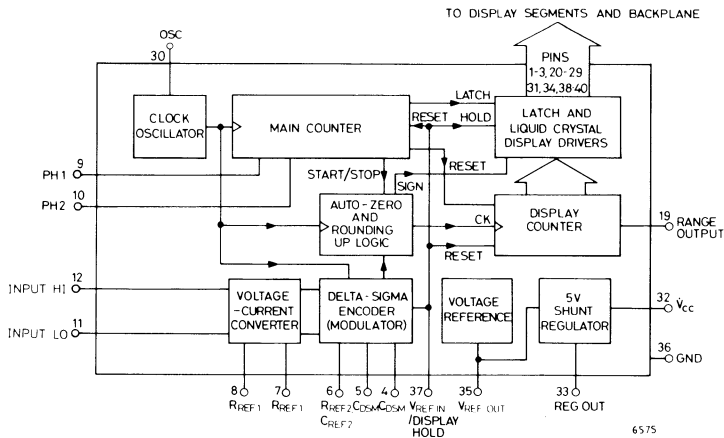 TO DISPLAY SEGMENTS AND BACKPLANE
OSC
30
PINS
1-3,20-29
31,34,38-40
CLOCK
OSCILLATOR
MAIN COUNTER
LATCH
RESET
HOLD
LATCH AND
LIQUID CRYSTAL
DISPLAY DRIVERS
9
PH1
10
PH2
START/STOP
SIGN
RESET
AUTO-ZERO
AND
ROUNDING
UP LOGIC
CK
DISPLAY
COUNTER
19
RANGE
OUTPUT
RESET
12
INPUT HI
11
INPUT LO
VOLTAGE
-CURRENT
CONVERTER
DELTA-SIGMA
ENCODER
(MODULATOR)
VOLTAGE
REFERENCE
5V
SHUNT
REGULATOR
32
VCC
36
GND
8
7
6
5
4
37
35
33
RREF1
RREF1
RREF2,
CREF2
CDSM
CDSM
VREF IN
/DISPLAY
HOLD
VREF OUT
REG OUT
6575